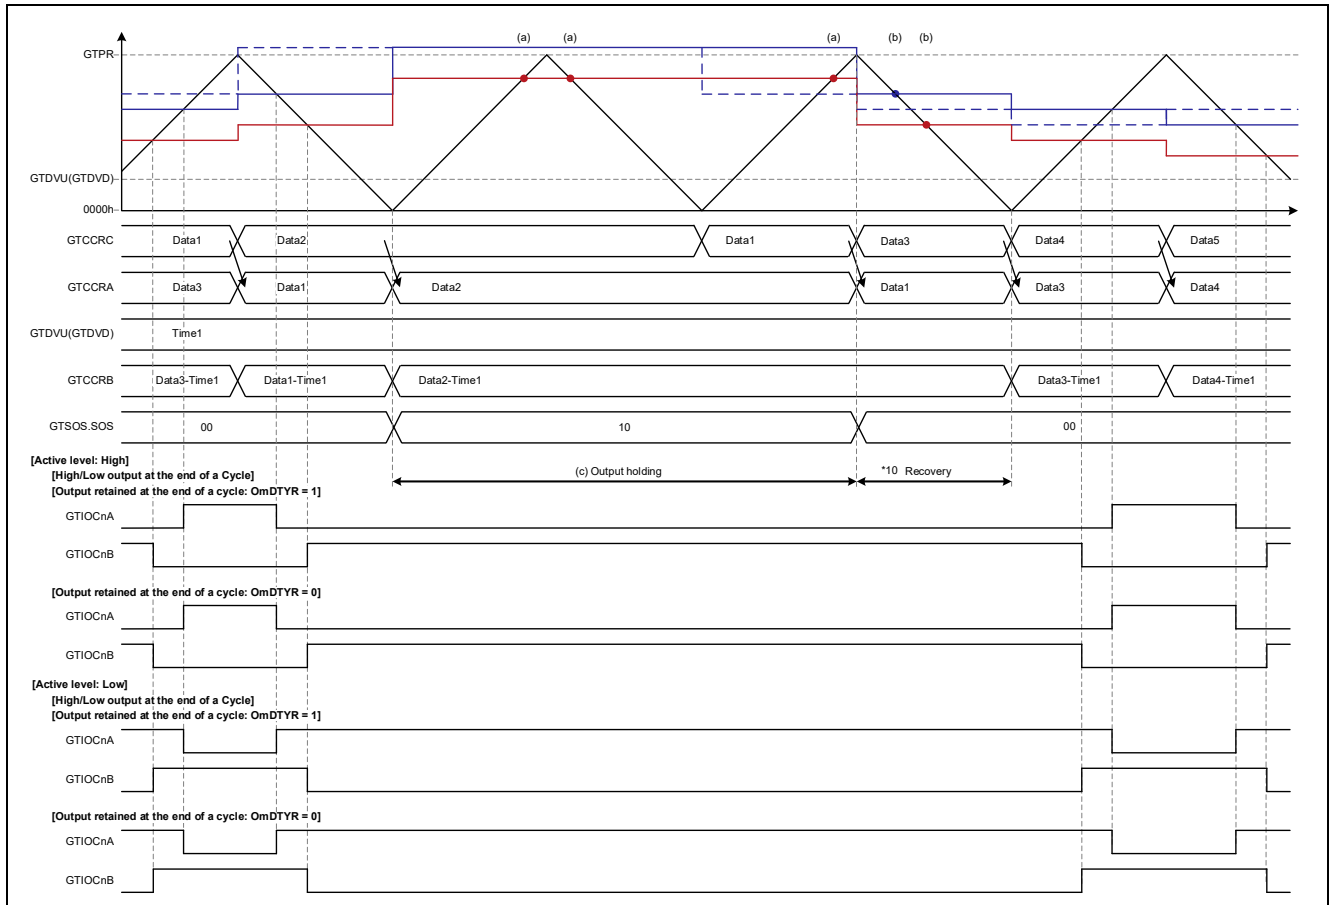 (a) (a) (a) (b) (b)
GTPR
GTDVU(GTDVD)
0000h
GTCCRC Data1 Data2 Data1 Data3 Data4 Data5
GTCCRA Data3 Data1 Data2 Data1 Data3 Data4
GTDVU(GTDVD) Time1
GTCCRB Data3-Time1 Data1-Time1 Data2-Time1 Data3-Time1 Data4-Time1
GTSOS.SOS 00 10 00
[Active level: High]
(c) Output holding *10 Recovery
[High/Low output at the end of a Cycle]
[Output retained at the end of a cycle: OmDTYR = 1]
GTIOCnA
GTIOCnB
[Output retained at the end of a cycle: OmDTYR = 0]
GTIOCnA
GTIOCnB
[Active level: Low]
[High/Low output at the end of a Cycle]
[Output retained at the end of a cycle: OmDTYR = 1]
GTIOCnA
GTIOCnB
[Output retained at the end of a cycle: OmDTYR = 0]
GTIOCnA
GTIOCnB